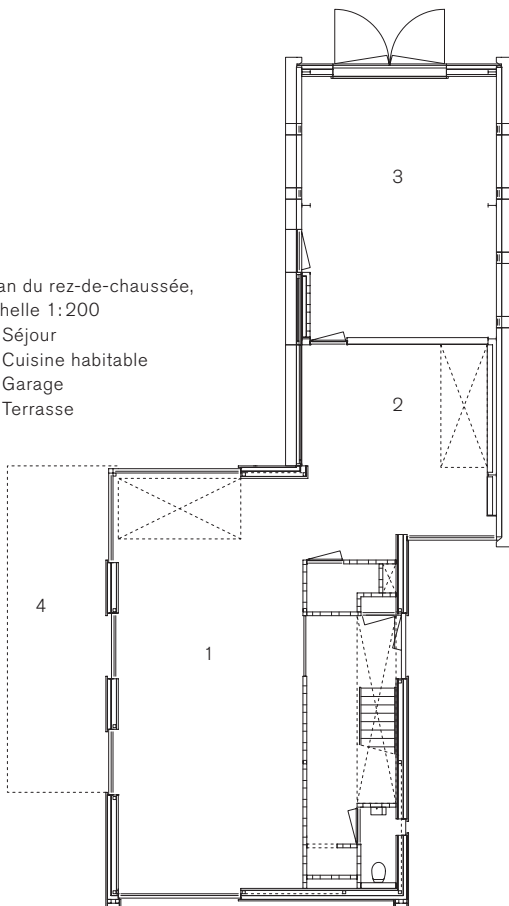 3
an du rez-de-chaussée,
helle 1:200
Séjour
Cuisine habitable
Garage
Terrasse
2
4
1